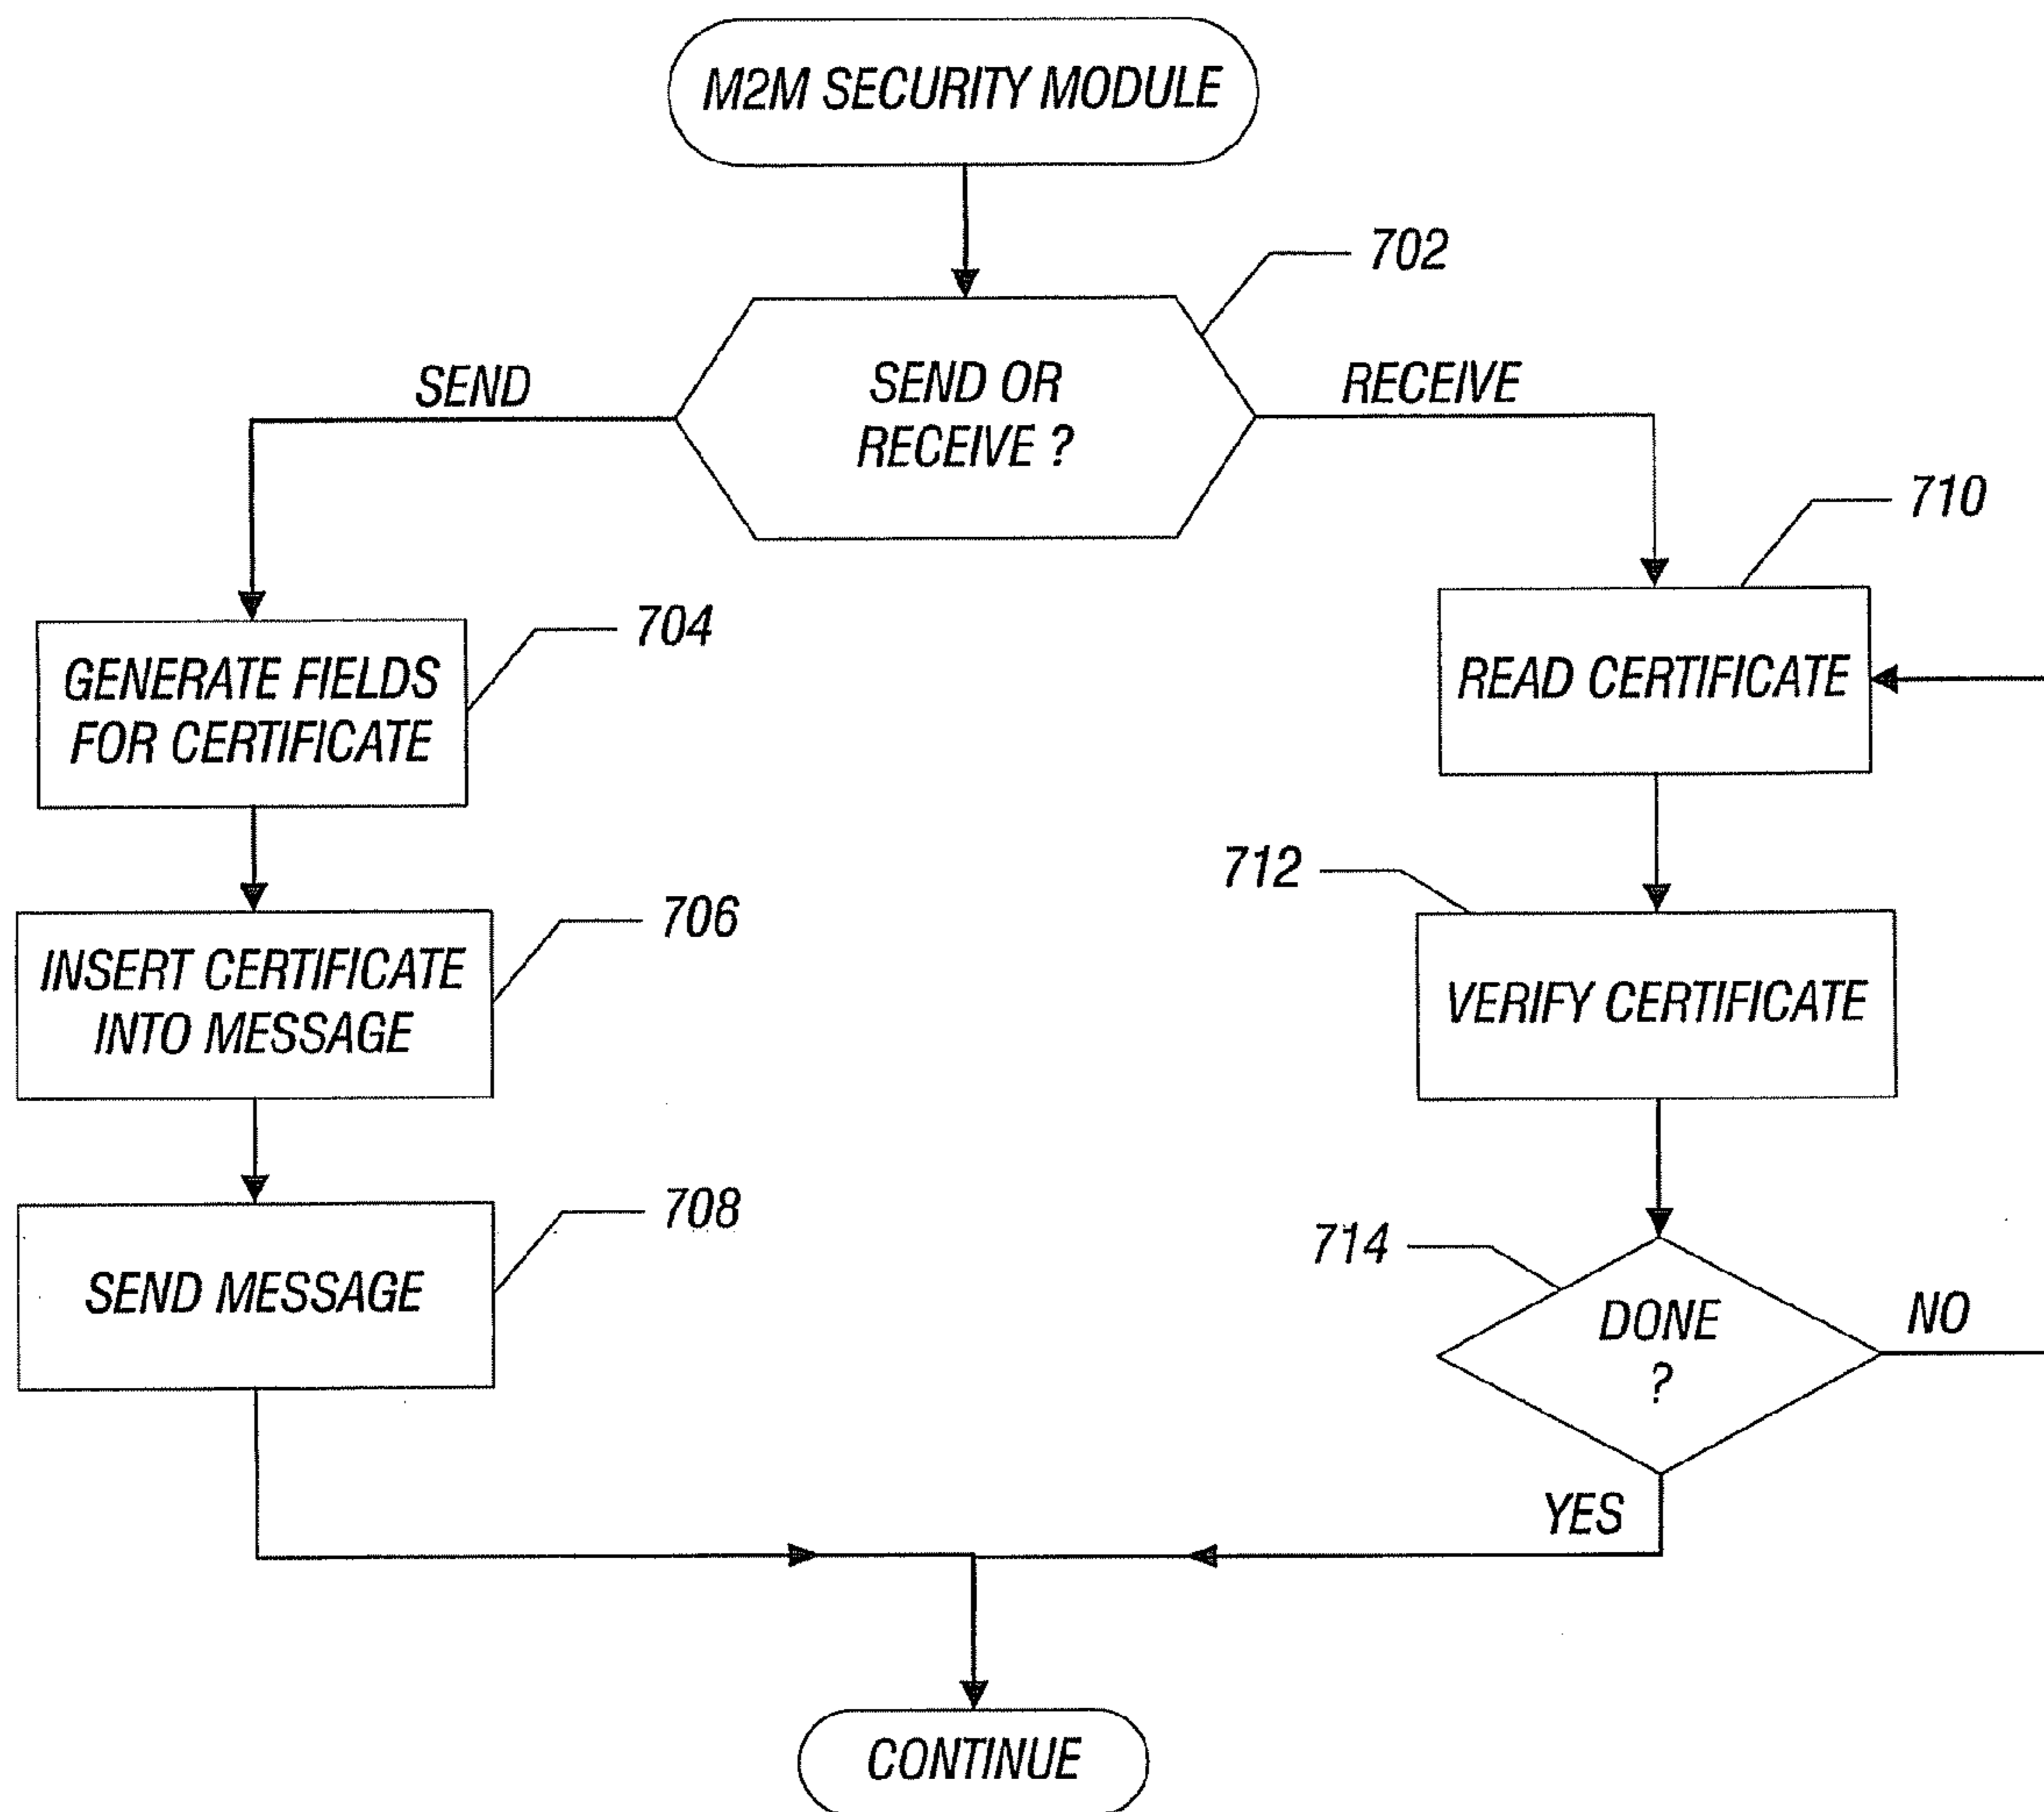 M2M SECURITY MODULE
702
SEND OR
RECEIVE ?
SEND
RECEIVE
704
GENERATE FIELDS
FOR CERTIFICATE
706
INSERT CERTIFICATE
INTO MESSAGE
708
SEND MESSAGE
710
READ CERTIFICATE
712
VERIFY CERTIFICATE
714
DONE
?
NO
YES
CONTINUE